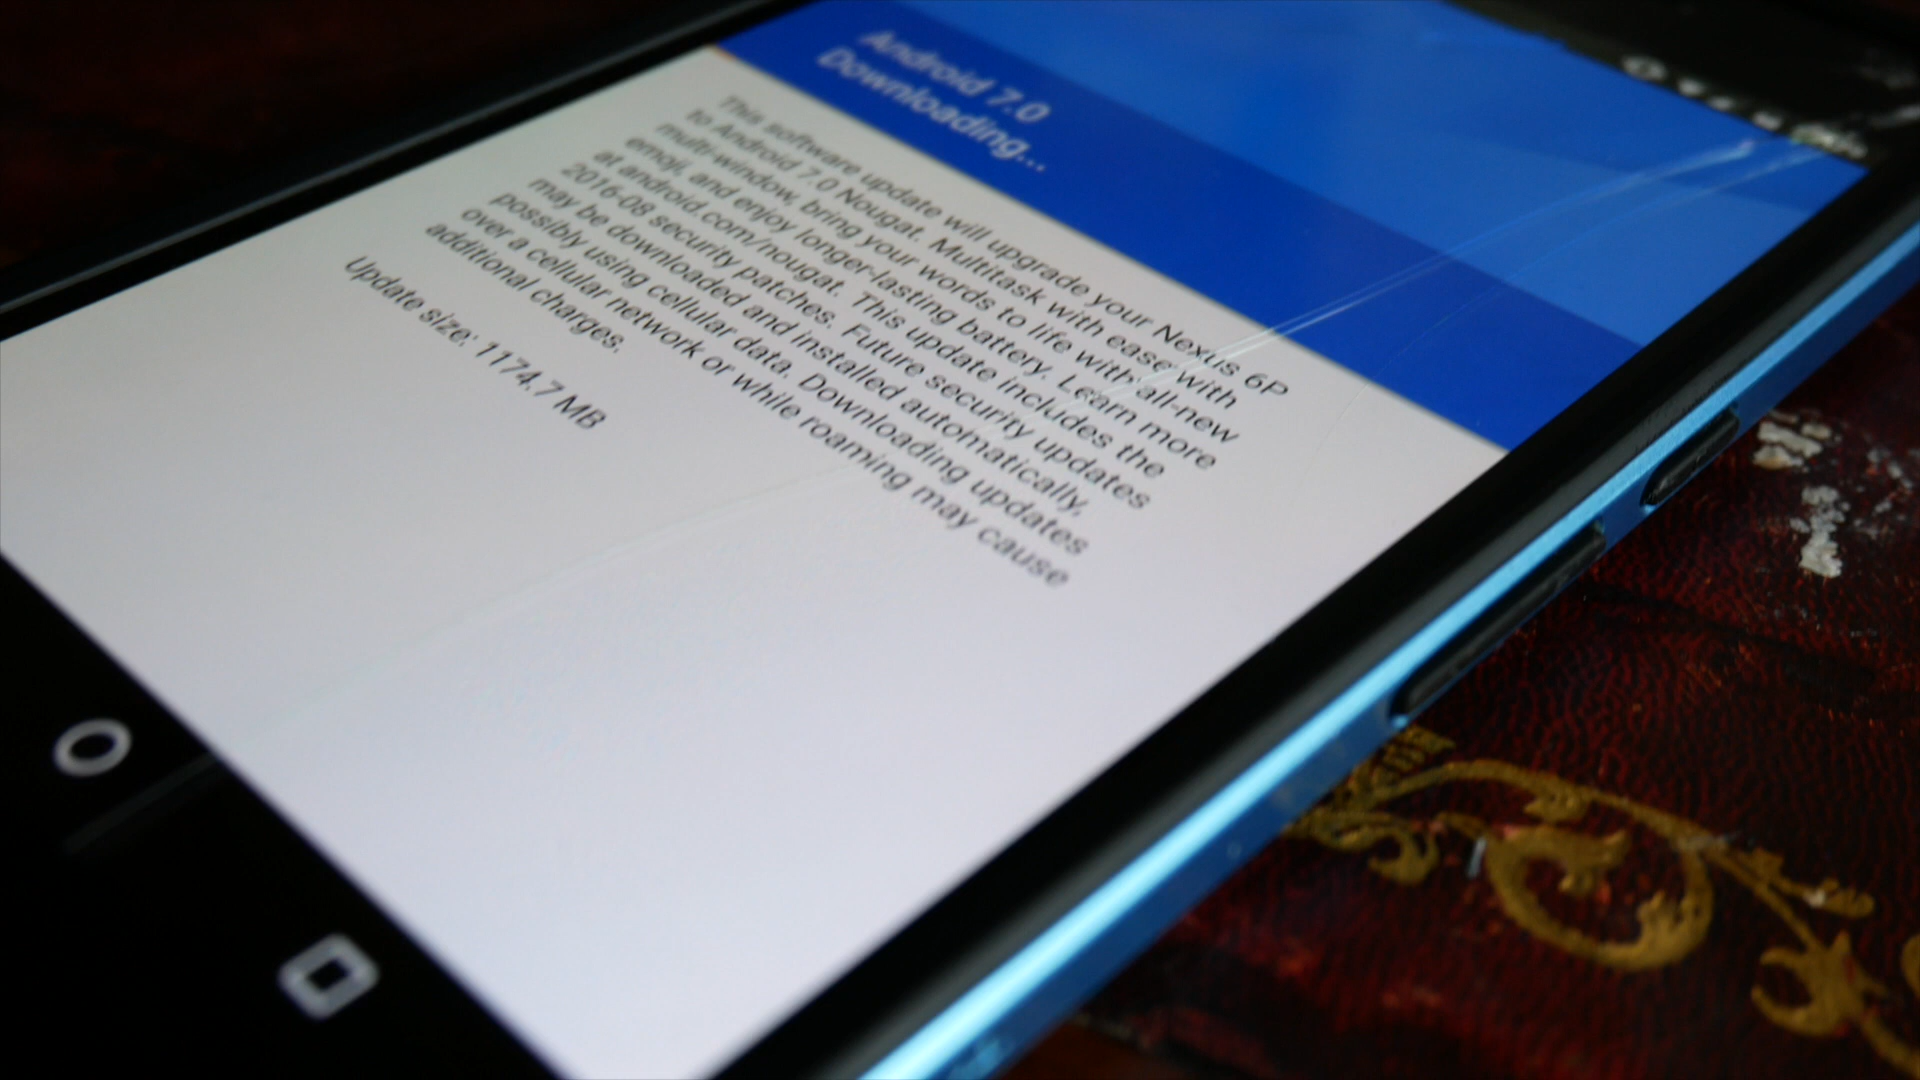 Android 7.0
Downloading...
This software update will upgrade your Nexus 6P
to Android 7.0 Nougat. Multitask with ease with
multi-window, bring your words to life with all-new
emoji, and enjoy longer-lasting battery. Learn more
at android.com/nougat. This update includes the
2016-08 security patches. Future security updates
may be downloaded and installed automatically,
possibly using cellular data. Downloading updates
over a cellular network or while roaming may cause
additional charges.
Update size: 1174.7 MB